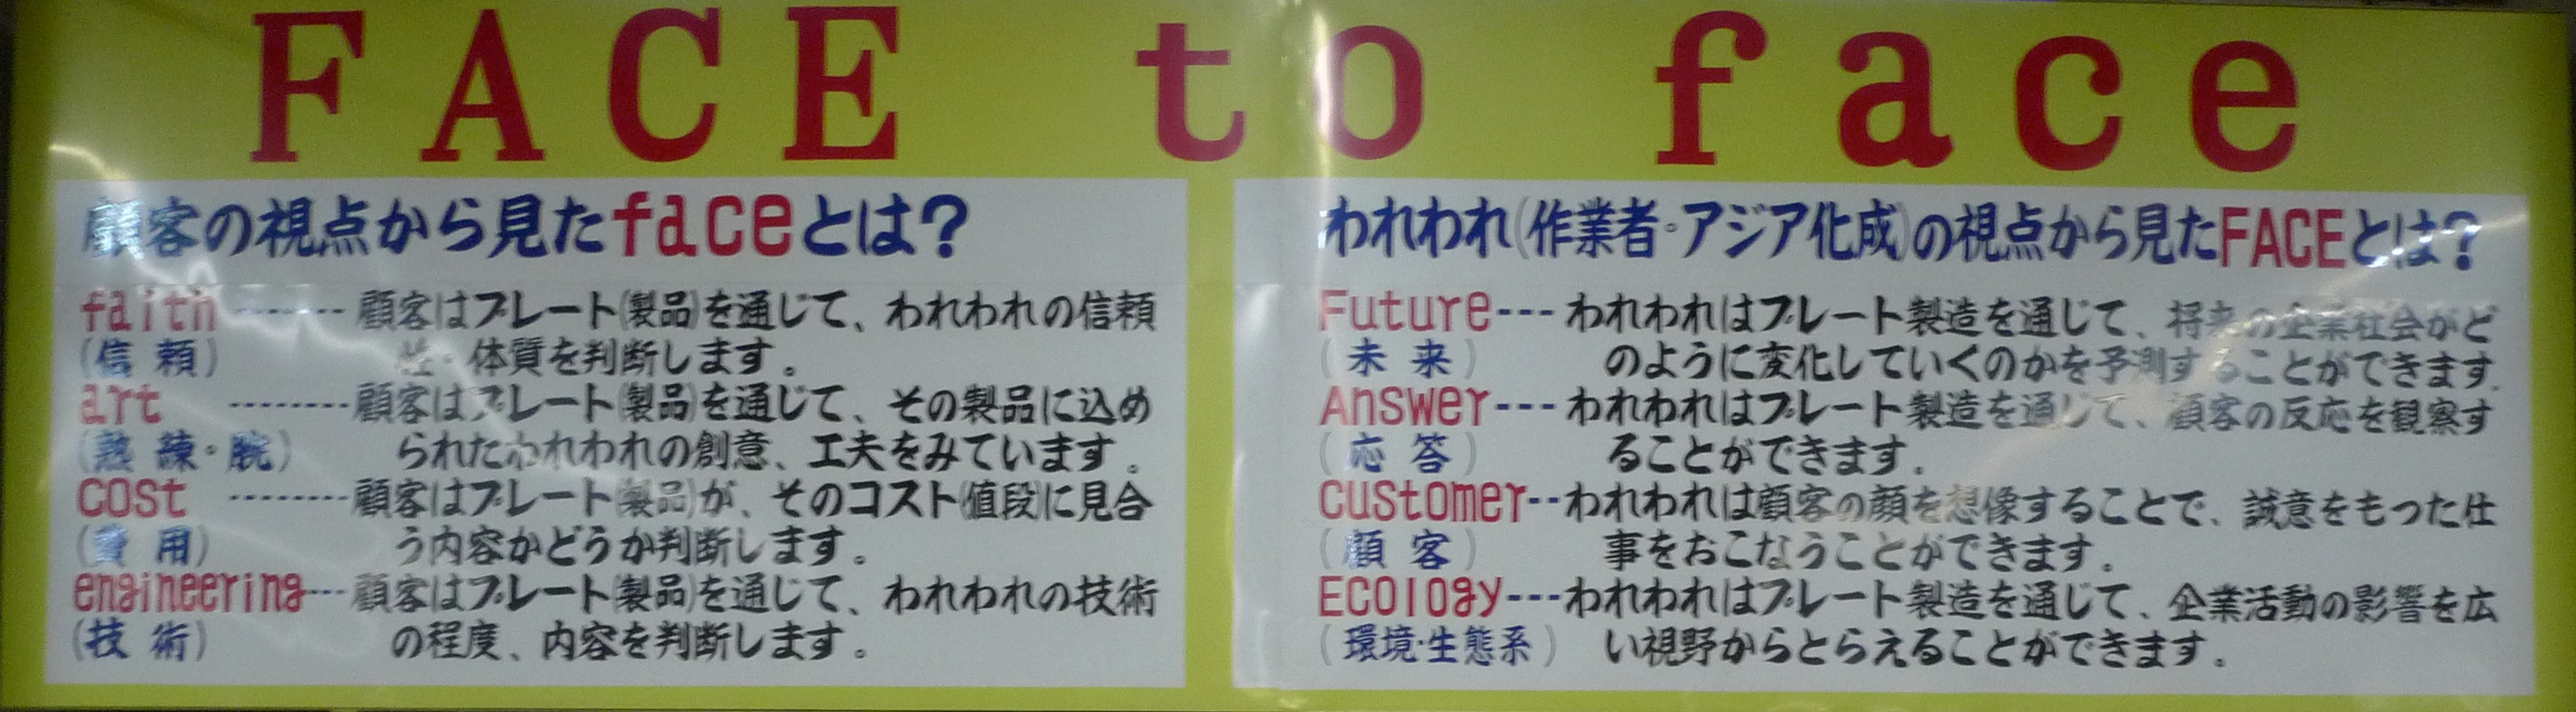 FACE to face
顧客の視点から見たfaceとは?
faith -------顧客はプレート(製品)を通じて、われわれの信頼
(信 頼) 性・体質を判断します。
art --------顧客はプレート(製品)を通じて、その製品に込め
(熟 練・腕) られたわれわれの創意、工夫をみています。
cost --------顧客はプレート(製品)が、そのコスト(値段)に見合
(費 用) う内容かどうか判断します。
engineering---顧客はプレート(製品)を通じて、われわれの技術
(技 術) の程度、内容を判断します。
われわれ(作業者・アジア化成)の視点から見たFACEとは?
Future---われわれはプレート製造を通じて、将来の企業社会がど
(未 来) のように変化していくのかを予測することができます.
Answer---われわれはプレート製造を通じて、顧客の反応を観察す
(応 答) ることができます.
Customer--われわれは顧客の顔を想像することで、誠意をもった仕
(顧 客) 事をおこなうことができます.
Ecology---われわれはプレート製造を通じて、企業活動の影響を広
(環境・生態系) い視野からとらえることができます.